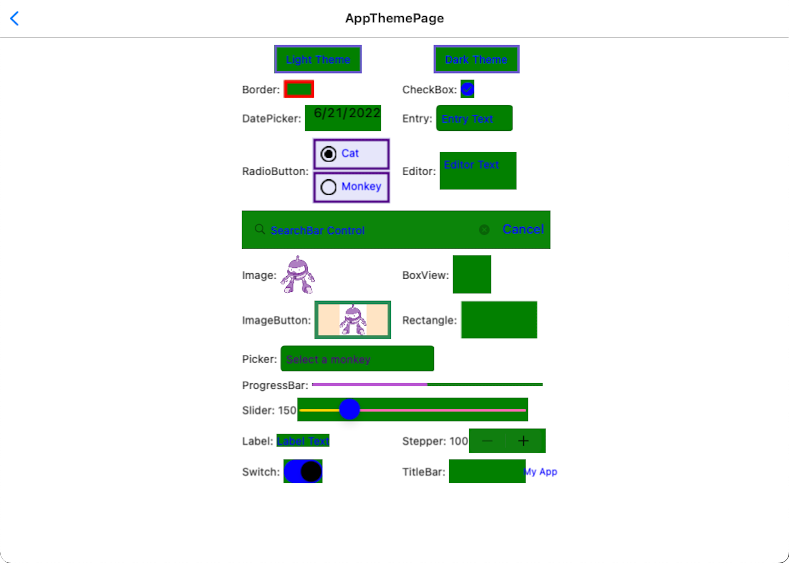 AppThemePage
Light Theme Dark Theme
Border: CheckBox:
DatePicker: 6/21/2022 Entry: Entry Text
RadioButton: Cat Monkey Editor: Editor Text
SearchBar Control Cancel
Image: BoxView:
ImageButton: Rectangle:
Picker: Select a monkey
ProgressBar:
Slider: 150
Label: Label Text Stepper: 100
Switch: TitleBar: My App